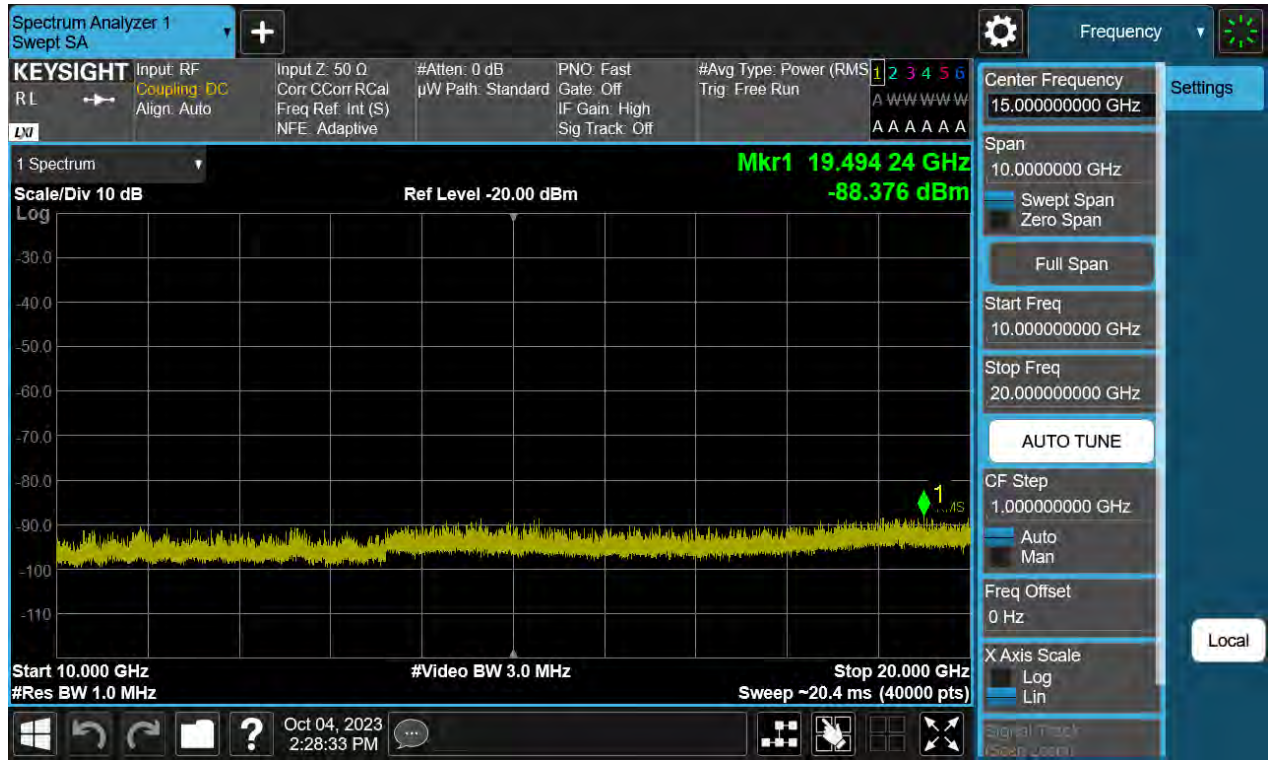 Spectrum Analyzer 1
Swept SA
+
Frequency
KEYSIGHT
RL
LXI
Input: RF
Coupling: DC
Align: Auto
Input Z: 50 Ω
Corr CCorr RCal
Freq Ref: Int (S)
NFE: Adaptive
#Atten: 0 dB
µW Path: Standard
PNO: Fast
Gate: Off
IF Gain: High
Sig Track: Off
#Avg Type: Power (RMS
Trig: Free Run
1 2 3 4 5 6
A W W W W W
A A A A A A
1 Spectrum
Scale/Div 10 dB
Ref Level -20.00 dBm
Mkr1 19.494 24 GHz
-88.376 dBm
Log
-30.0
-40.0
-50.0
-60.0
-70.0
-80.0
-90.0
-100
-110
1
RMS
Start 10.000 GHz
#Video BW 3.0 MHz
Stop 20.000 GHz
#Res BW 1.0 MHz
Sweep ~20.4 ms (40000 pts)
Center Frequency
15.000000000 GHz
Settings
Span
10.0000000 GHz
Swept Span
Zero Span
Full Span
Start Freq
10.000000000 GHz
Stop Freq
20.000000000 GHz
AUTO TUNE
CF Step
1.000000000 GHz
Auto
Man
Freq Offset
0 Hz
X Axis Scale
Log
Lin
Signal Track
(Span Zoom)
Local
?
Oct 04, 2023
2:28:33 PM